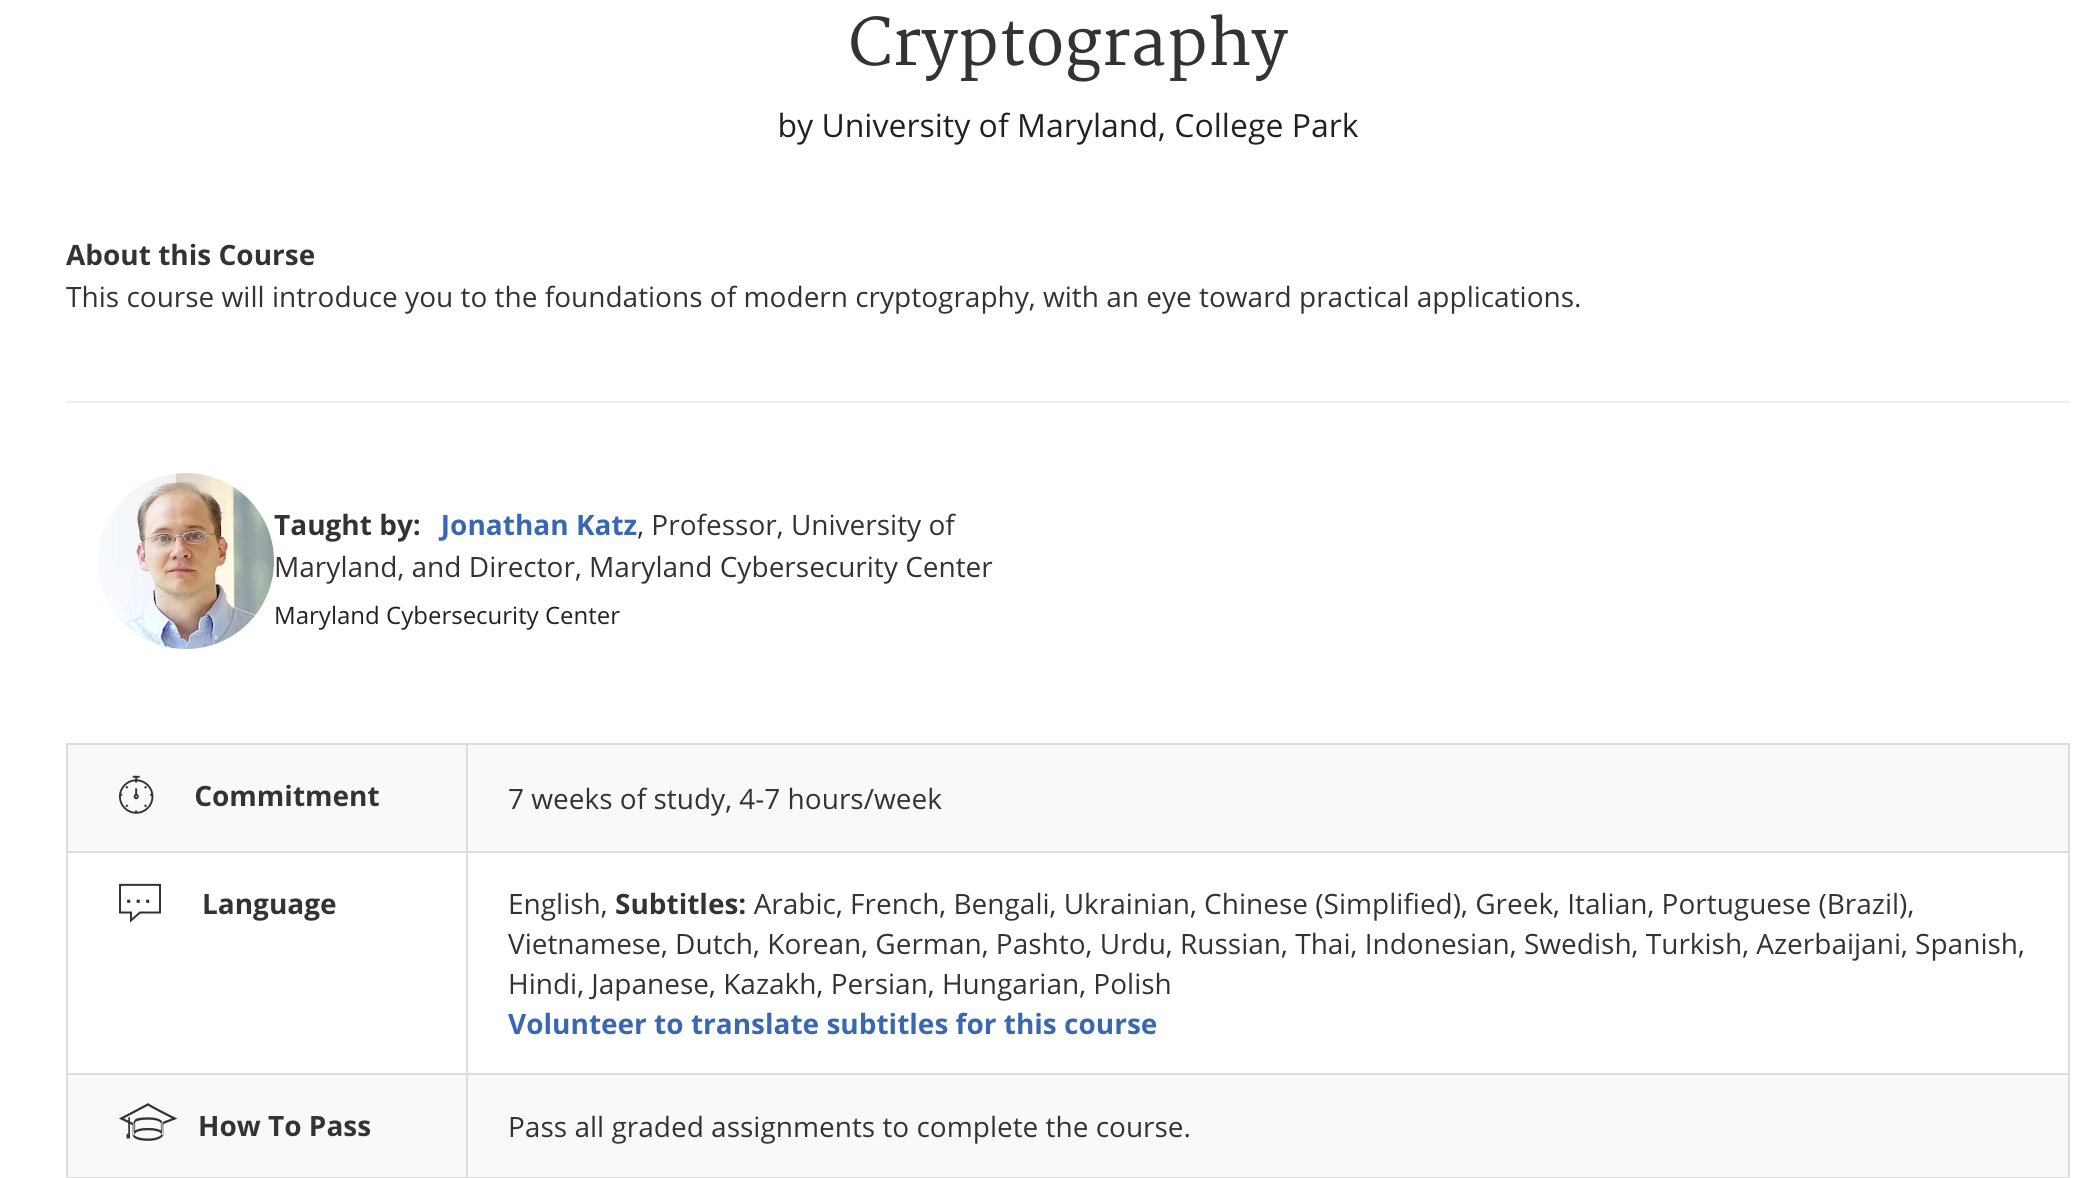 Cryptography
by University of Maryland, College Park
About this Course
This course will introduce you to the foundations of modern cryptography, with an eye toward practical applications.
Taught by: Jonathan Katz, Professor, University of
Maryland, and Director, Maryland Cybersecurity Center
Maryland Cybersecurity Center
Commitment
7 weeks of study, 4-7 hours/week
Language
English, Subtitles: Arabic, French, Bengali, Ukrainian, Chinese (Simplified), Greek, Italian, Portuguese (Brazil),
Vietnamese, Dutch, Korean, German, Pashto, Urdu, Russian, Thai, Indonesian, Swedish, Turkish, Azerbaijani, Spanish,
Hindi, Japanese, Kazakh, Persian, Hungarian, Polish
Volunteer to translate subtitles for this course
How To Pass
Pass all graded assignments to complete the course.